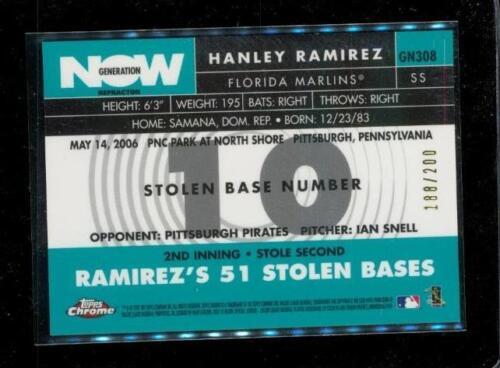 GENERATION
NOW
REFRACTOR
HANLEY RAMIREZ
GN308
FLORIDA MARLINS®
SS
HEIGHT: 6'3" WEIGHT: 195 BATS: RIGHT THROWS: RIGHT
HOME: SAMANA, DOM. REP. • BORN: 12/23/83
MAY 14, 2006 PNC PARK AT NORTH SHORE PITTSBURGH, PENNSYLVANIA
10
STOLEN BASE NUMBER
188/200
OPPONENT: PITTSBURGH PIRATES PITCHER: IAN SNELL
2ND INNING • STOLE SECOND
RAMIREZ'S 51 STOLEN BASES
Topps
Chrome